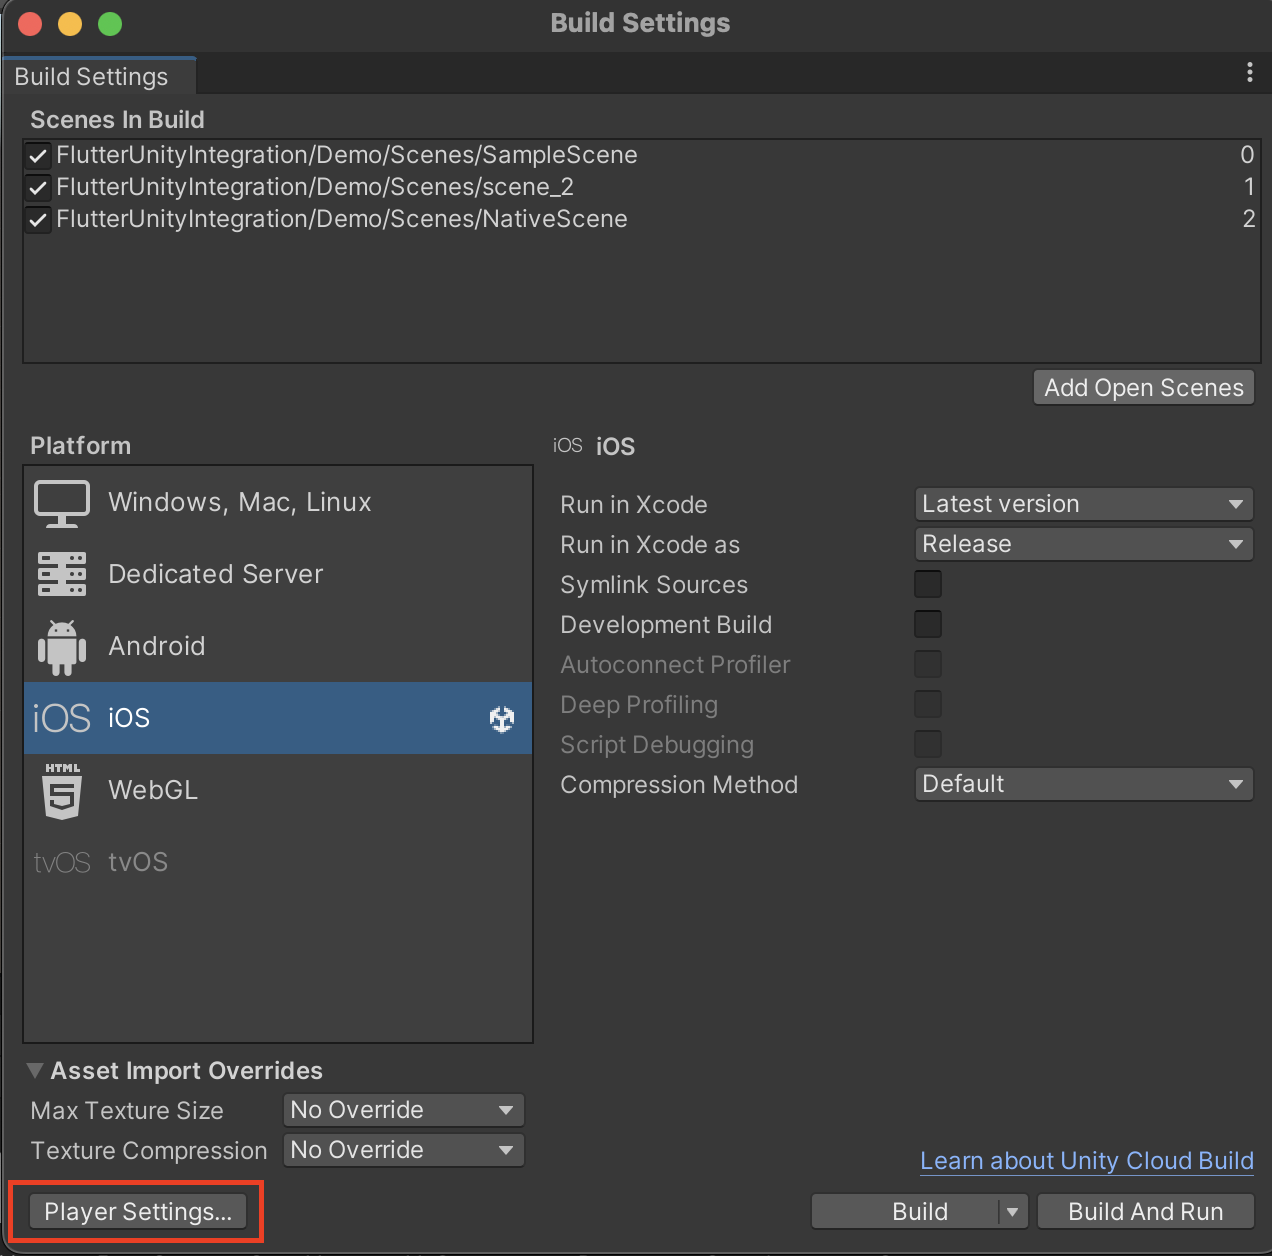 Build Settings
Build Settings
Scenes In Build
FlutterUnityIntegration/Demo/Scenes/SampleScene 0
FlutterUnityIntegration/Demo/Scenes/scene_2 1
FlutterUnityIntegration/Demo/Scenes/NativeScene 2
Add Open Scenes
Platform
Windows, Mac, Linux
Dedicated Server
Android
iOS iOS
HTML 5 WebGL
tvOS tvOS
iOS iOS
Run in Xcode Latest version
Run in Xcode as Release
Symlink Sources
Development Build
Autoconnect Profiler
Deep Profiling
Script Debugging
Compression Method Default
Asset Import Overrides
Max Texture Size No Override
Texture Compression No Override
Learn about Unity Cloud Build
Player Settings... Build Build And Run